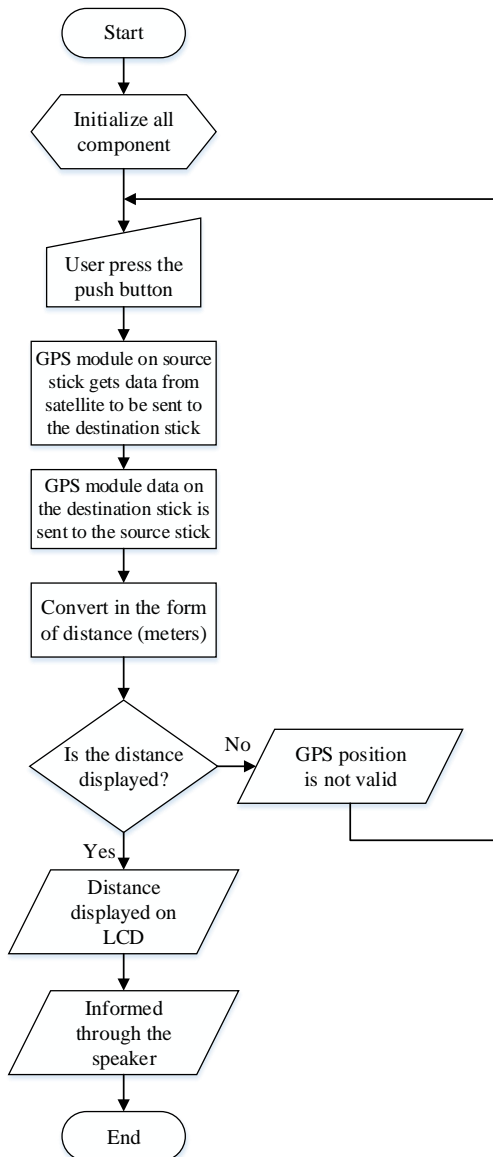 Start
Initialize all
component
User press the
push button
GPS module on source
stick gets data from
satellite to be sent to
the destination stick
GPS module data on
the destination stick is
sent to the source stick
Convert in the form
of distance (meters)
Is the distance
displayed?
No
GPS position
is not valid
Yes
Distance
displayed on
LCD
Informed
through the
speaker
End